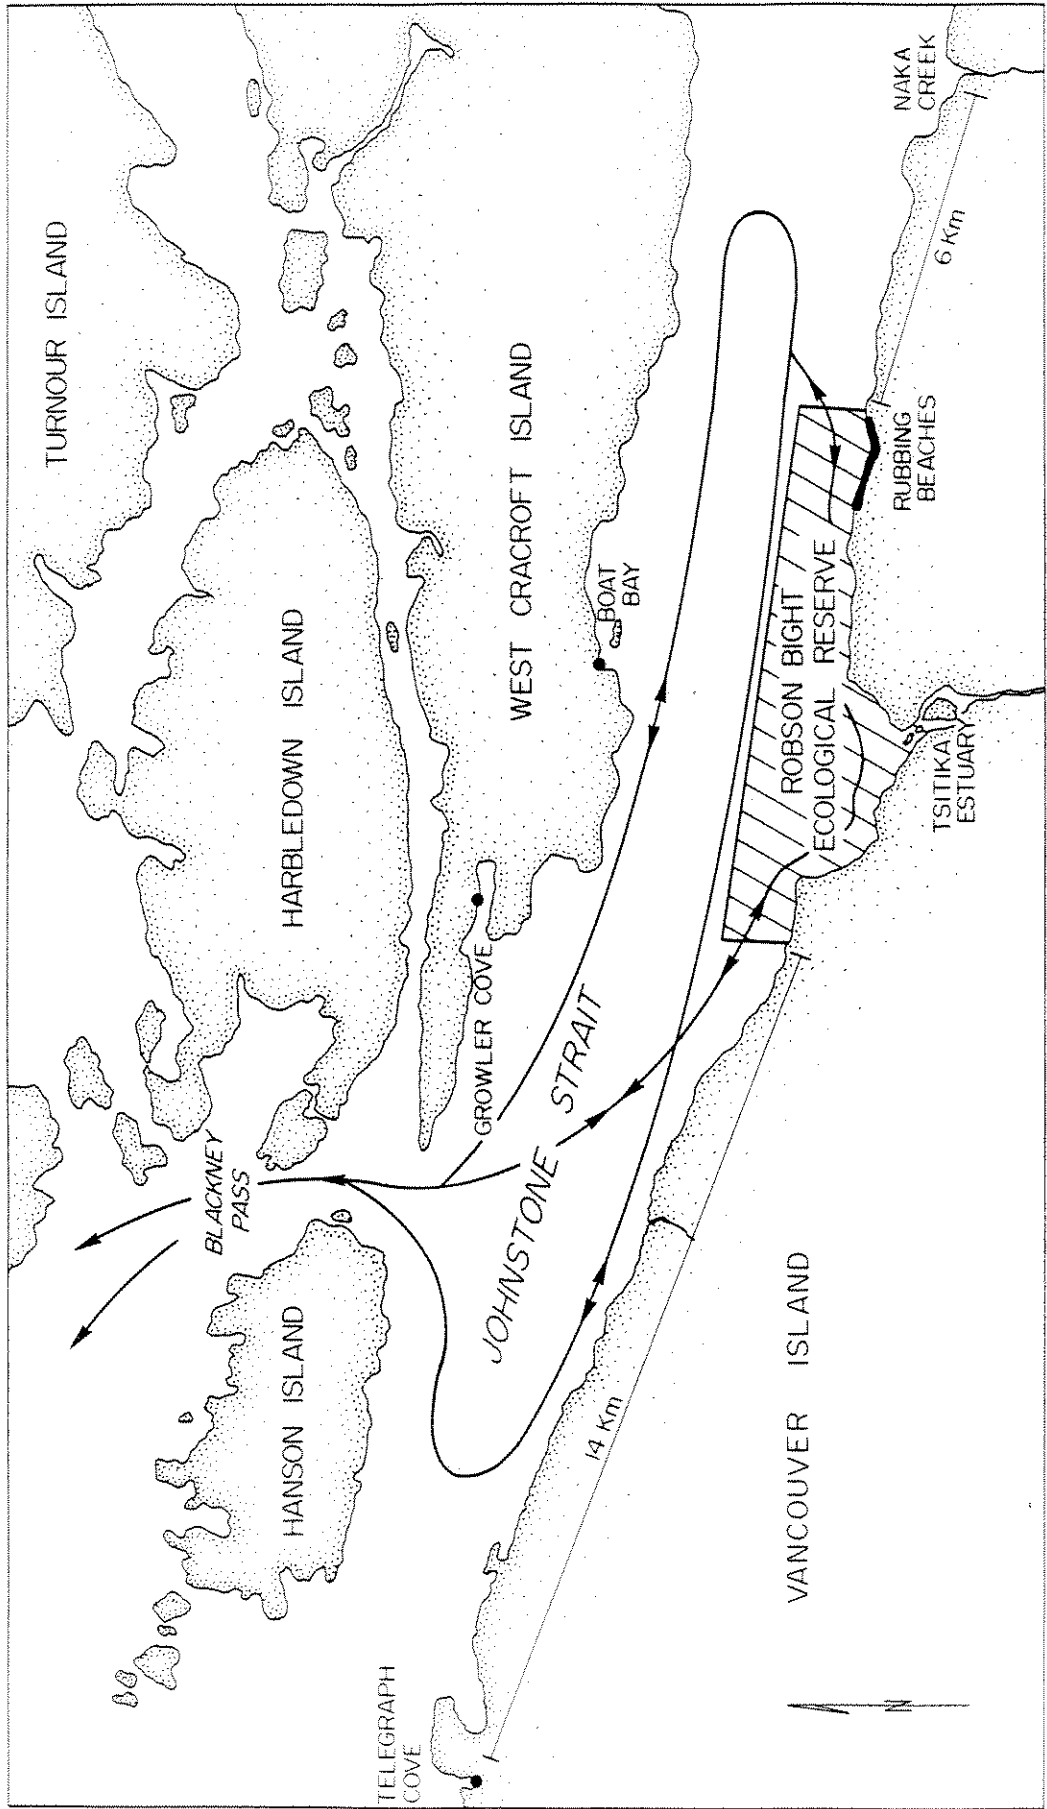 TURNOUR ISLAND
HARBLEDOWN ISLAND
BLACKNEY
PASS
HANSON ISLAND
WEST CRACROFT ISLAND
GROWLER COVE
BOAT
BAY
JOHNSTONE STRAIT
TELEGRAPH
COVE
14 Km
ROBSON BIGHT
ECOLOGICAL RESERVE
RUBBING
BEACHES
TSITIKA
ESTUARY
6 Km
NAKA
CREEK
VANCOUVER ISLAND
N